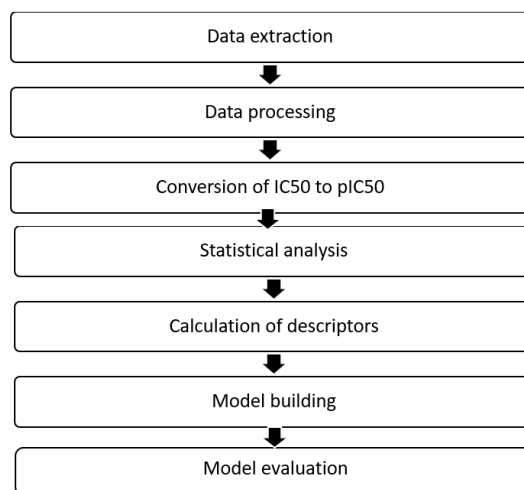 Data extraction
Data processing
Conversion of IC50 to pIC50
Statistical analysis
Calculation of descriptors
Model building
Model evaluation